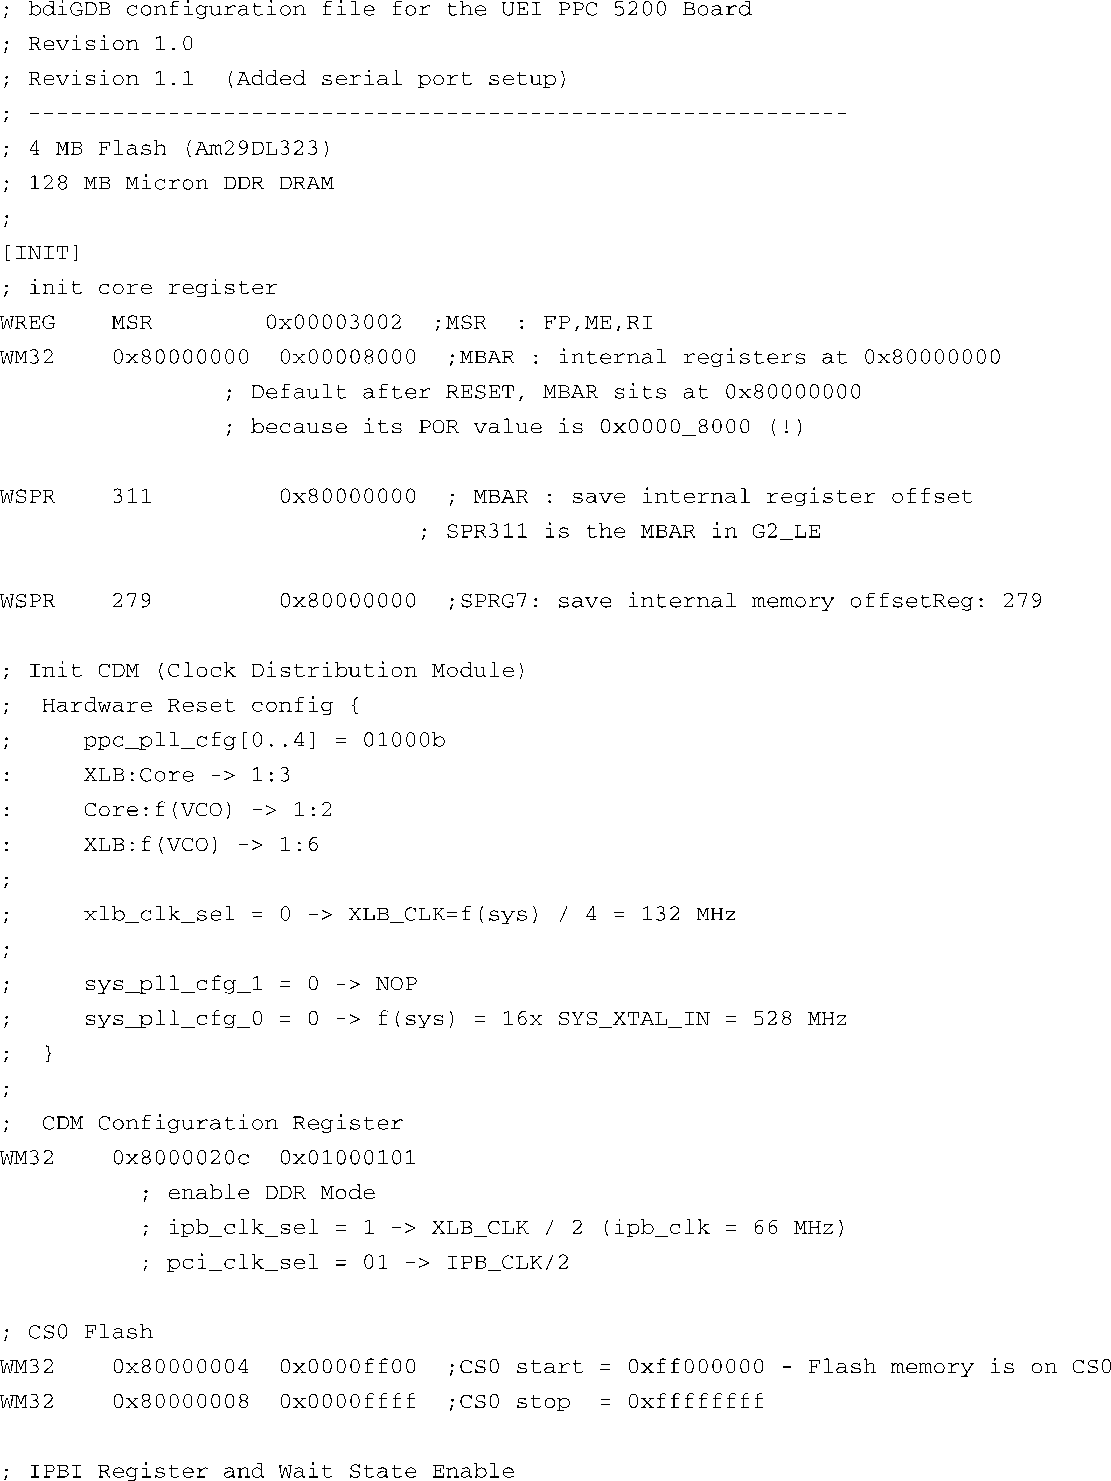 ; bdiGDB configuration file for the UEI PPC 5200 Board
; Revision 1.0
; Revision 1.1  (Added serial port setup)
; -----------------------------------------------------------
; 4 MB Flash (Am29DL323)
; 128 MB Micron DDR DRAM
;
[INIT]
; init core register
WREG    MSR        0x00003002  ;MSR  : FP,ME,RI
WM32    0x80000000  0x00008000  ;MBAR : internal registers at 0x80000000
                ; Default after RESET, MBAR sits at 0x80000000
                ; because its POR value is 0x0000_8000 (!)

WSPR    311         0x80000000  ; MBAR : save internal register offset
                              ; SPR311 is the MBAR in G2_LE

WSPR    279         0x80000000  ;SPRG7: save internal memory offsetReg: 279

; Init CDM (Clock Distribution Module)
;  Hardware Reset config {
;     ppc_pll_cfg[0..4] = 01000b
:     XLB:Core -> 1:3
:     Core:f(VCO) -> 1:2
:     XLB:f(VCO) -> 1:6
;
;     xlb_clk_sel = 0 -> XLB_CLK=f(sys) / 4 = 132 MHz
;
;     sys_pll_cfg_1 = 0 -> NOP
;     sys_pll_cfg_0 = 0 -> f(sys) = 16x SYS_XTAL_IN = 528 MHz
;  }
;
;  CDM Configuration Register
WM32    0x8000020c  0x01000101
          ; enable DDR Mode
          ; ipb_clk_sel = 1 -> XLB_CLK / 2 (ipb_clk = 66 MHz)
          ; pci_clk_sel = 01 -> IPB_CLK/2

; CS0 Flash
WM32    0x80000004  0x0000ff00  ;CS0 start = 0xff000000 - Flash memory is on CS0
WM32    0x80000008  0x0000ffff  ;CS0 stop  = 0xffffffff

; IPBI Register and Wait State Enable